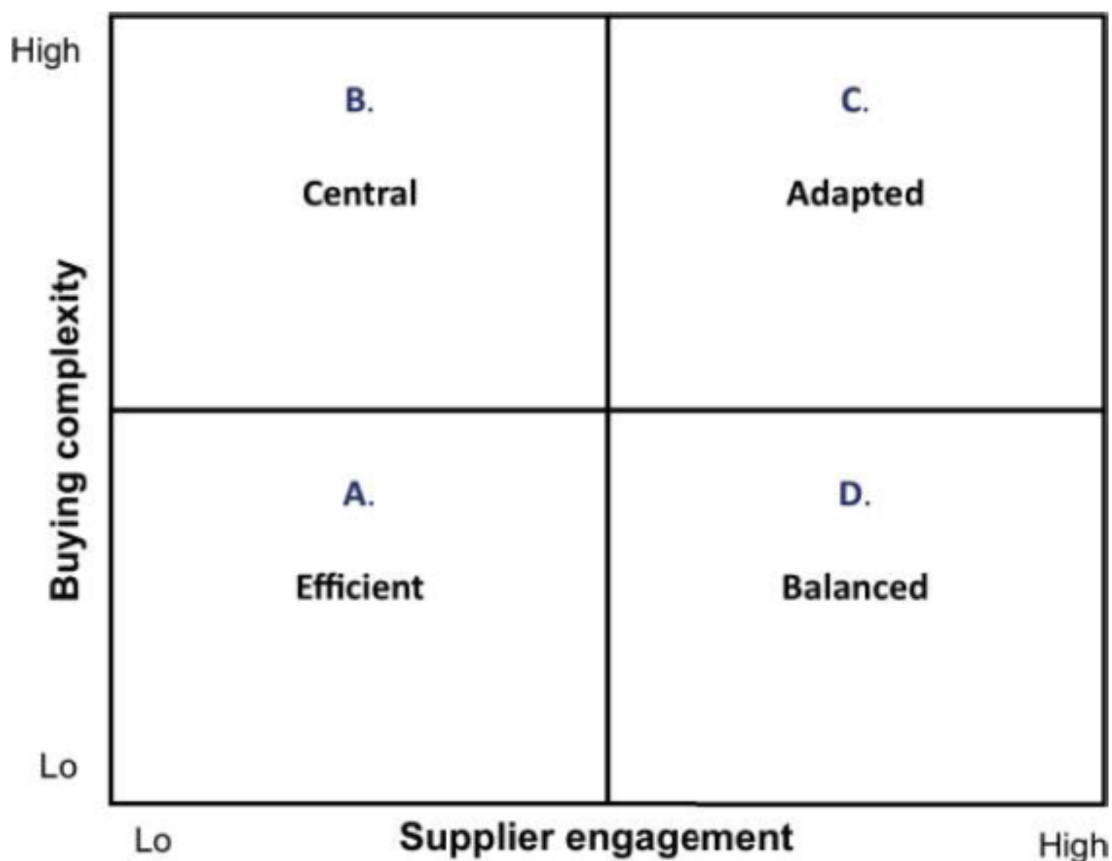 High
B.
C.
Central
Adapted
Buying complexity
A.
D.
Efficient
Balanced
Lo
Lo
Supplier engagement
High